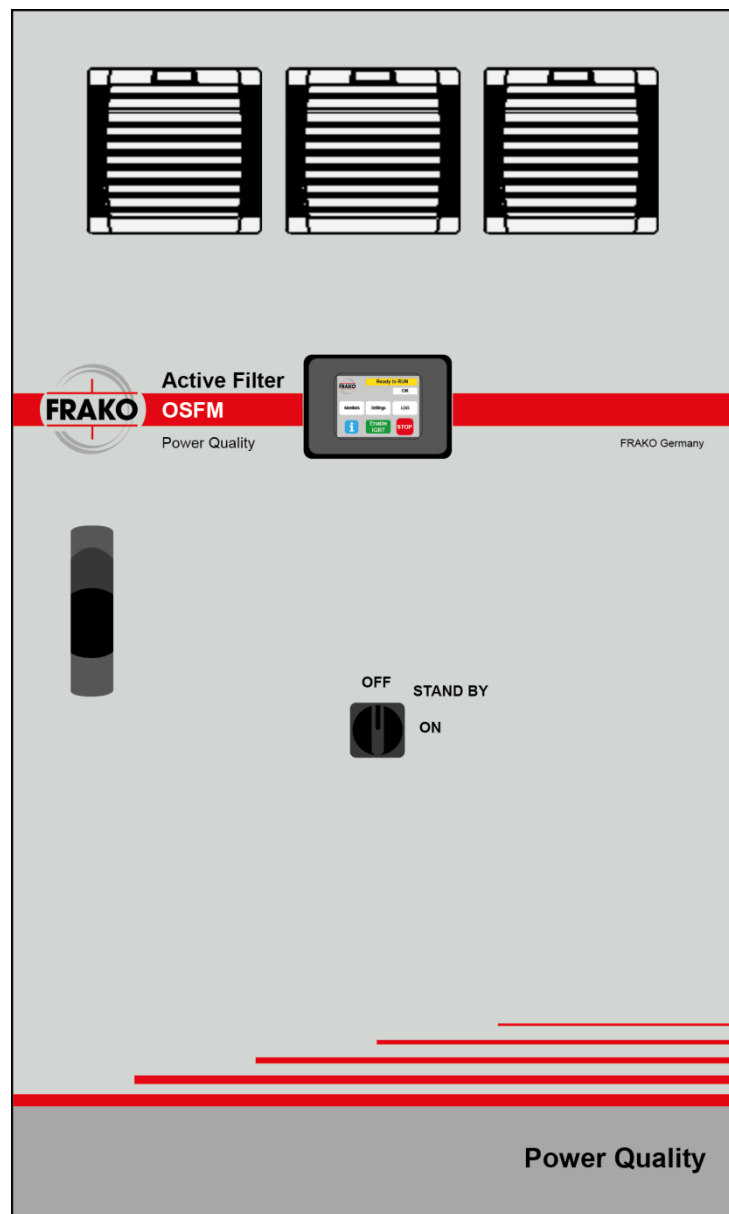 Active Filter
FRAKO
OSFM
Power Quality
FRAKO
Ready to RUN
OK
Monitors
Settings
LOG
i
Enable
IGBT
STOP
FRAKO Germany
OFF
STAND BY
ON
Power Quality